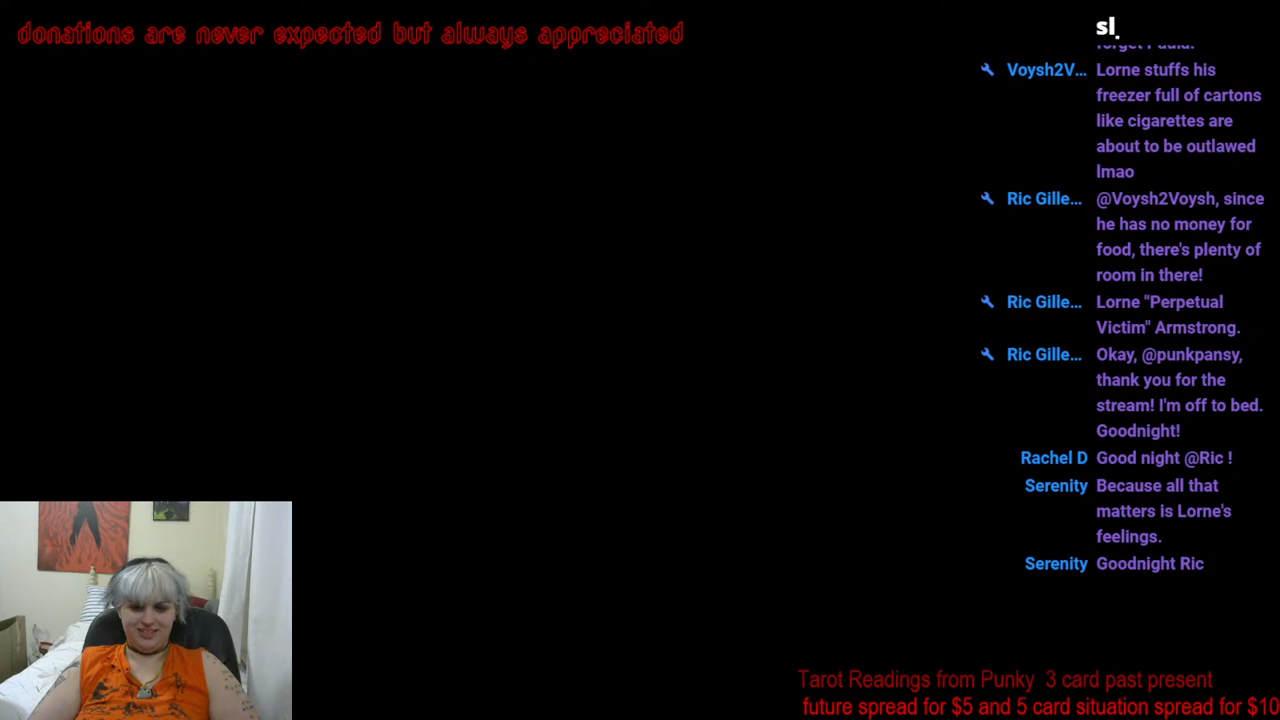 donations are never expected but always appreciated
sl.
Voysh2V... Lorne stuffs his
freezer full of cartons
like cigarettes are
about to be outlawed
lmao
Ric Gille... @Voysh2Voysh, since
he has no money for
food, there's plenty of
room in there!
Ric Gille... Lorne "Perpetual
Victim" Armstrong.
Ric Gille... Okay, @punkpansy,
thank you for the
stream! I'm off to bed.
Goodnight!
Rachel D Good night @Ric !
Serenity Because all that
matters is Lorne's
feelings.
Serenity Goodnight Ric
Tarot Readings from Punky 3 card past present
future spread for $5 and 5 card situation spread for $10